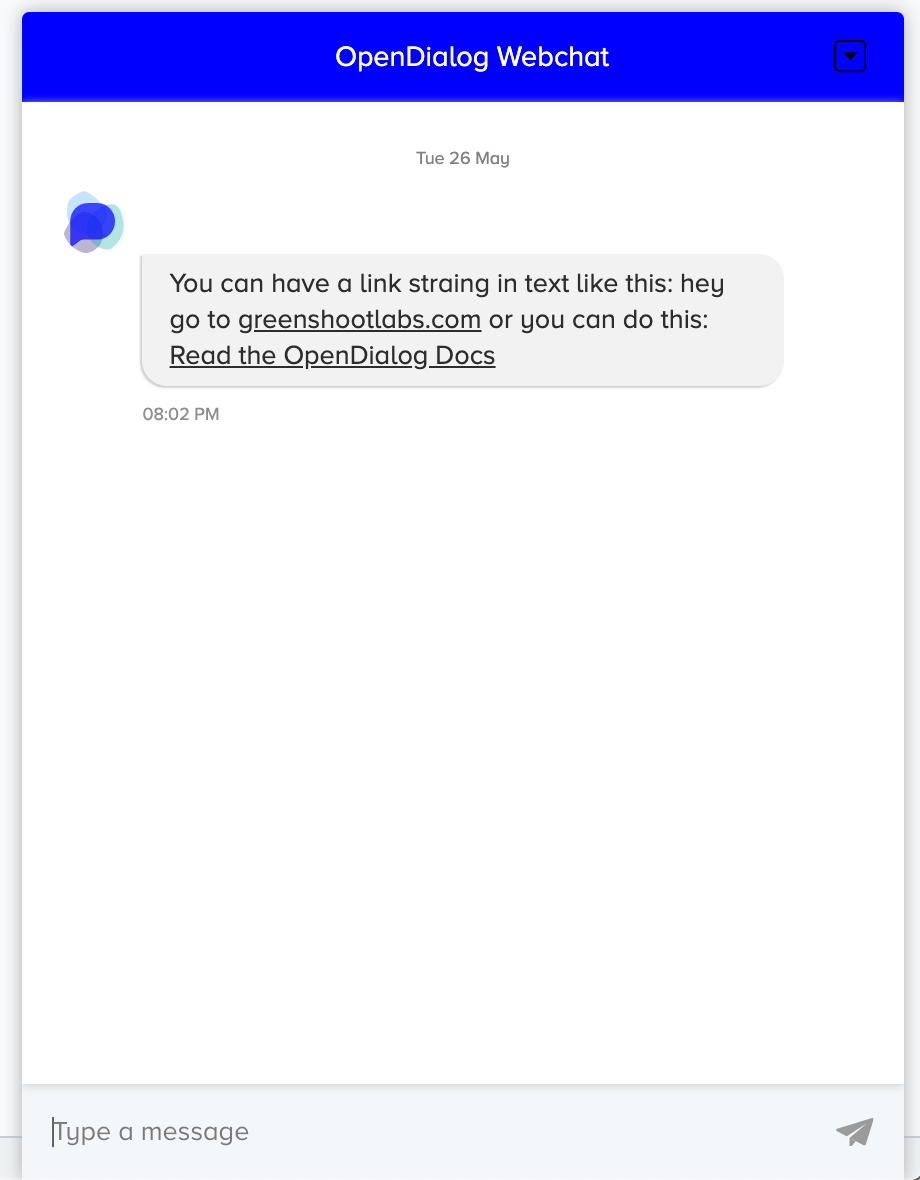 OpenDialog Webchat
Tue 26 May
You can have a link straing in text like this: hey
go to greenshootlabs.com or you can do this:
Read the OpenDialog Docs
08:02 PM
Type a message